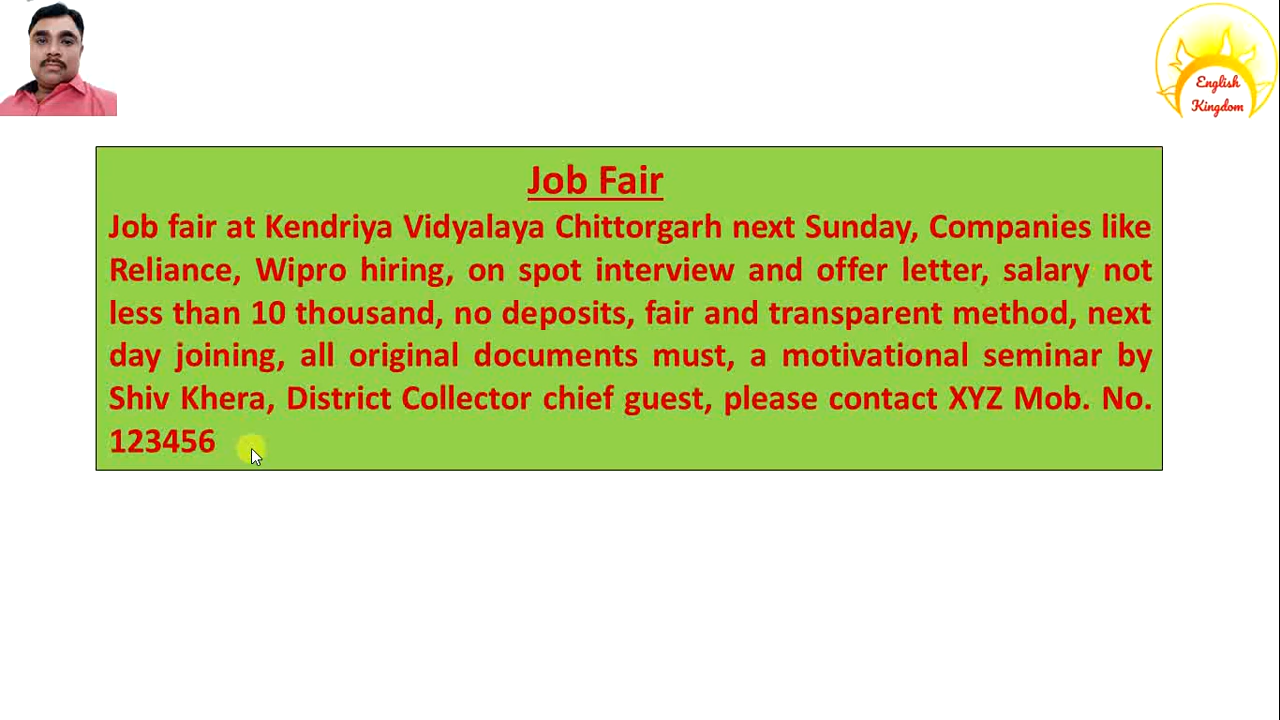 English
Kingdom
Job Fair
Job fair at Kendriya Vidyalaya Chittorgarh next Sunday, Companies like
Reliance, Wipro hiring, on spot interview and offer letter, salary not
less than 10 thousand, no deposits, fair and transparent method, next
day joining, all original documents must, a motivational seminar by
Shiv Khera, District Collector chief guest, please contact XYZ Mob. No.
123456